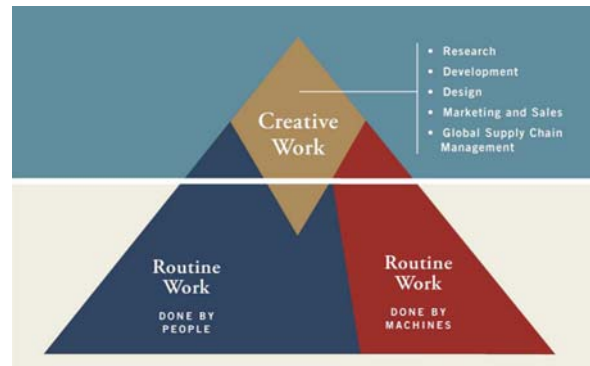 Creative
Work
• Research
• Development
• Design
• Marketing and Sales
• Global Supply Chain
Management
Routine
Work
DONE BY
PEOPLE
Routine
Work
DONE BY
MACHINES